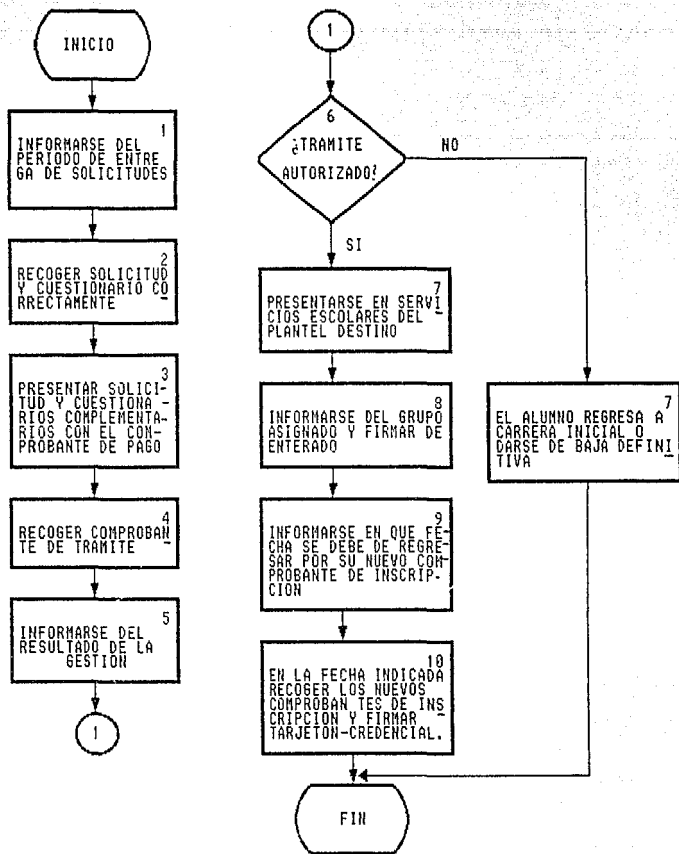 INICIO
1
INFORMARSE DEL
PERIODO DE ENTRE
GA DE SOLICITUDES
2
RECOGER SOLICITUD
Y CUESTIONARIO CO
RRECTAMENTE
3
PRESENTAR SOLICI-
TUD Y CUESTIONA
RIOS COMPLEMENTA-
RIOS CON EL COM-
PROBANTE DE PAGO
4
RECOGER COMPROBAN
TE DE TRAMITE
5
INFORMARSE DEL
RESULTADO DE LA
GESTION
1
1
6
¿TRAMITE
AUTORIZADO?
NO
SI
7
PRESENTARSE EN SERVI
CIOS ESCOLARES DEL
PLANTEL DESTINO
8
INFORMARSE DEL GRUPO
ASIGNADO Y FIRMAR DE
ENTERADO
9
INFORMARSE EN QUE FE-
CHA SE DEBE DE REGRE-
SAR POR SU NUEVO COM-
PROBANTE DE INSCRIP-
CION
10
EN LA FECHA INDICADA
RECOGER LOS NUEVOS
COMPROBAN TES DE INS
CRIPCION Y FIRMAR
TARJETON-CREDENCIAL.
7
EL ALUMNO REGRESA A
CARRERA INICIAL O
DARSE DE BAJA DEFINI
TIVA
FIN